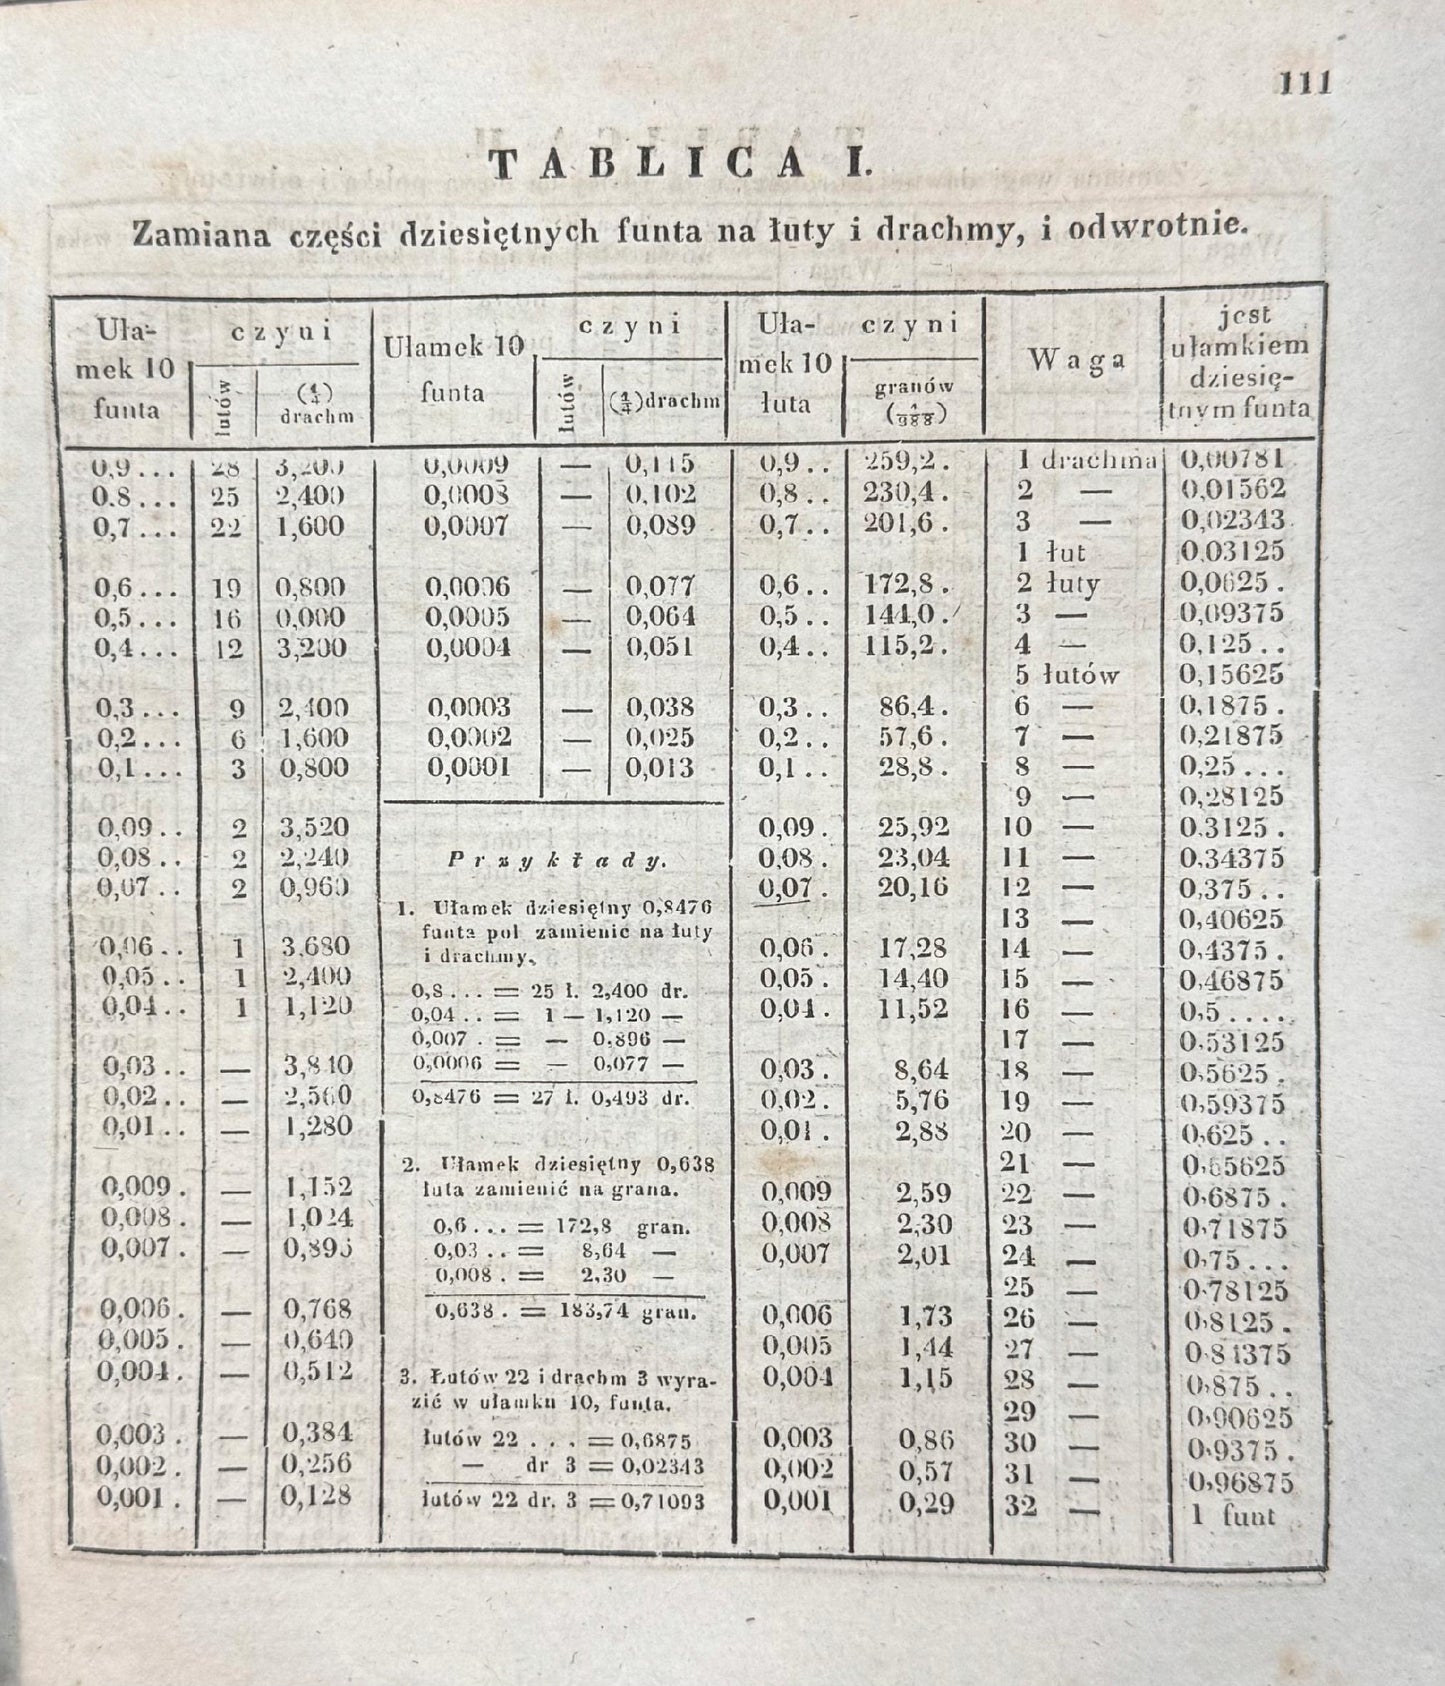 111
TABLICA I.
Zamiana części dziesiętnych funta na łuty i drachmy, i odwrotnie.
Uła-
mek 10
funta
czyni
lutów
(1/4)
drachm
Ułamek 10
funta
czyni
lutów
(1/4)drachm
Uła-
mek 10
łuta
czyni
granów
(1/9988)
Waga
jest
ułamkiem
dziesię-
tnym funta
0,9... 28 3,200
0.8... 25 2,400
0,7... 22 1,600
0,6... 19 0,800
0,5... 16 0,000
0,4... 12 3,200
0,3... 9 2,400
0,2... 6 1,600
0,1... 3 0,800
0,09.. 2 3,520
0,08.. 2 2,240
0,07.. 2 0,960
0,06.. 1 3,680
0,05.. 1 2,400
0,04.. 1 1,120
0,03.. — 3,840
0,02.. — 2,560
0,01.. — 1,280
0,009. — 1,152
0,008. — 1,024
0,007. — 0,896
0,006. — 0,768
0,005. — 0,640
0,004. — 0,512
0,003. — 0,384
0,002. — 0,256
0,001. — 0,128
0,0009 — 0,115
0,0008 — 0,102
0,0007 — 0,089
0,0006 — 0,077
0,0005 — 0,064
0,0004 — 0,051
0,0003 — 0,038
0,0002 — 0,025
0,0001 — 0,013
Przykłady.
1. Ułamek dziesiętny 0,8476
funta pol zamienić na łuty
i drachmy.
0,8... = 25 l. 2,400 dr.
0,04.. = 1 — 1,120 —
0,007. = — 0.896 —
0,0006 = — 0,077 —
0,8476 = 27 l. 0,493 dr.
2. Ułamek dziesiętny 0,638
łuta zamienić na grana.
0,6... = 172,8 gran.
0,03.. = 8,64 —
0,008. = 2,30 —
0,638. = 183,74 gran.
3. Łutów 22 i drachm 3 wyra-
zić w ułamku 10, funta.
łutów 22 ... = 0,6875
— dr 3 = 0,02343
łutów 22 dr. 3 = 0,71093
0,9.. 259,2.
0,8.. 230,4.
0,7.. 201,6.
0,6.. 172,8.
0,5.. 144,0.
0,4.. 115,2.
0,3.. 86,4.
0,2.. 57,6.
0,1.. 28,8.
0,09. 25,92
0,08. 23,04
0,07. 20,16
0,06. 17,28
0,05. 14,40
0,04. 11,52
0,03. 8,64
0,02. 5,76
0,01. 2,88
0,009 2,59
0,008 2,30
0,007 2,01
0,006 1,73
0,005 1,44
0,004 1,15
0,003 0,86
0,002 0,57
0,001 0,29
1 drachma 0,00781
2 — 0,01562
3 — 0,02343
1 łut 0,03125
2 łuty 0,0625.
3 — 0,09375
4 — 0,125..
5 łutów 0,15625
6 — 0,1875.
7 — 0,21875
8 — 0,25...
9 — 0,28125
10 — 0.3125.
11 — 0,34375
12 — 0,375..
13 — 0,40625
14 — 0,4375.
15 — 0,46875
16 — 0,5....
17 — 0,53125
18 — 0,5625.
19 — 0,59375
20 — 0,625..
21 — 0,65625
22 — 0,6875.
23 — 0,71875
24 — 0,75...
25 — 0,78125
26 — 0,8125.
27 — 0,84375
28 — 0,875..
29 — 0,90625
30 — 0,9375.
31 — 0,96875
32 — 1 funt